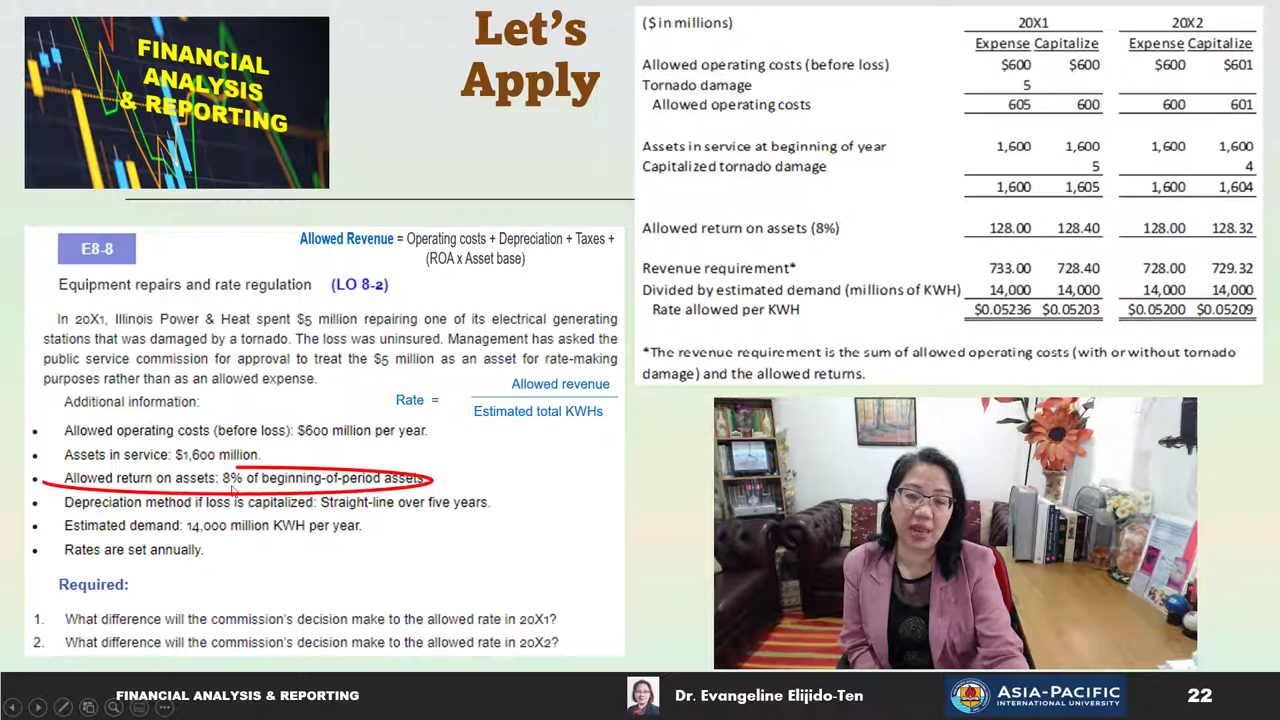 FINANCIAL
ANALYSIS
& REPORTING
Let's
Apply
E8-8
Allowed Revenue = Operating costs + Depreciation + Taxes +
(ROA x Asset base)
Equipment repairs and rate regulation (LO 8-2)
In 20X1, Illinois Power & Heat spent $5 million repairing one of its electrical generating
stations that was damaged by a tornado. The loss was uninsured. Management has asked the
public service commission for approval to treat the $5 million as an asset for rate-making
purposes rather than as an allowed expense.
Allowed revenue
Rate =
Estimated total KWHs
Additional information:
• Allowed operating costs (before loss): $600 million per year.
• Assets in service: $1,600 million.
• Allowed return on assets: 8% of beginning-of-period assets.
• Depreciation method if loss is capitalized: Straight-line over five years.
• Estimated demand: 14,000 million KWH per year.
• Rates are set annually.
Required:
1. What difference will the commission's decision make to the allowed rate in 20X1?
2. What difference will the commission's decision make to the allowed rate in 20X2?
($ in millions) 20X1 20X2
Expense Capitalize Expense Capitalize
Allowed operating costs (before loss) $600 $600 $600 $601
Tornado damage 5
Allowed operating costs 605 600 600 601
Assets in service at beginning of year 1,600 1,600 1,600 1,600
Capitalized tornado damage 5 4
1,600 1,605 1,600 1,604
Allowed return on assets (8%) 128.00 128.40 128.00 128.32
Revenue requirement* 733.00 728.40 728.00 729.32
Divided by estimated demand (millions of KWH) 14,000 14,000 14,000 14,000
Rate allowed per KWH $0.05236 $0.05203 $0.05200 $0.05209
*The revenue requirement is the sum of allowed operating costs (with or without tornado
damage) and the allowed returns.
FINANCIAL ANALYSIS & REPORTING
Dr. Evangeline Elijido-Ten
ASIA-PACIFIC
INTERNATIONAL UNIVERSITY
22